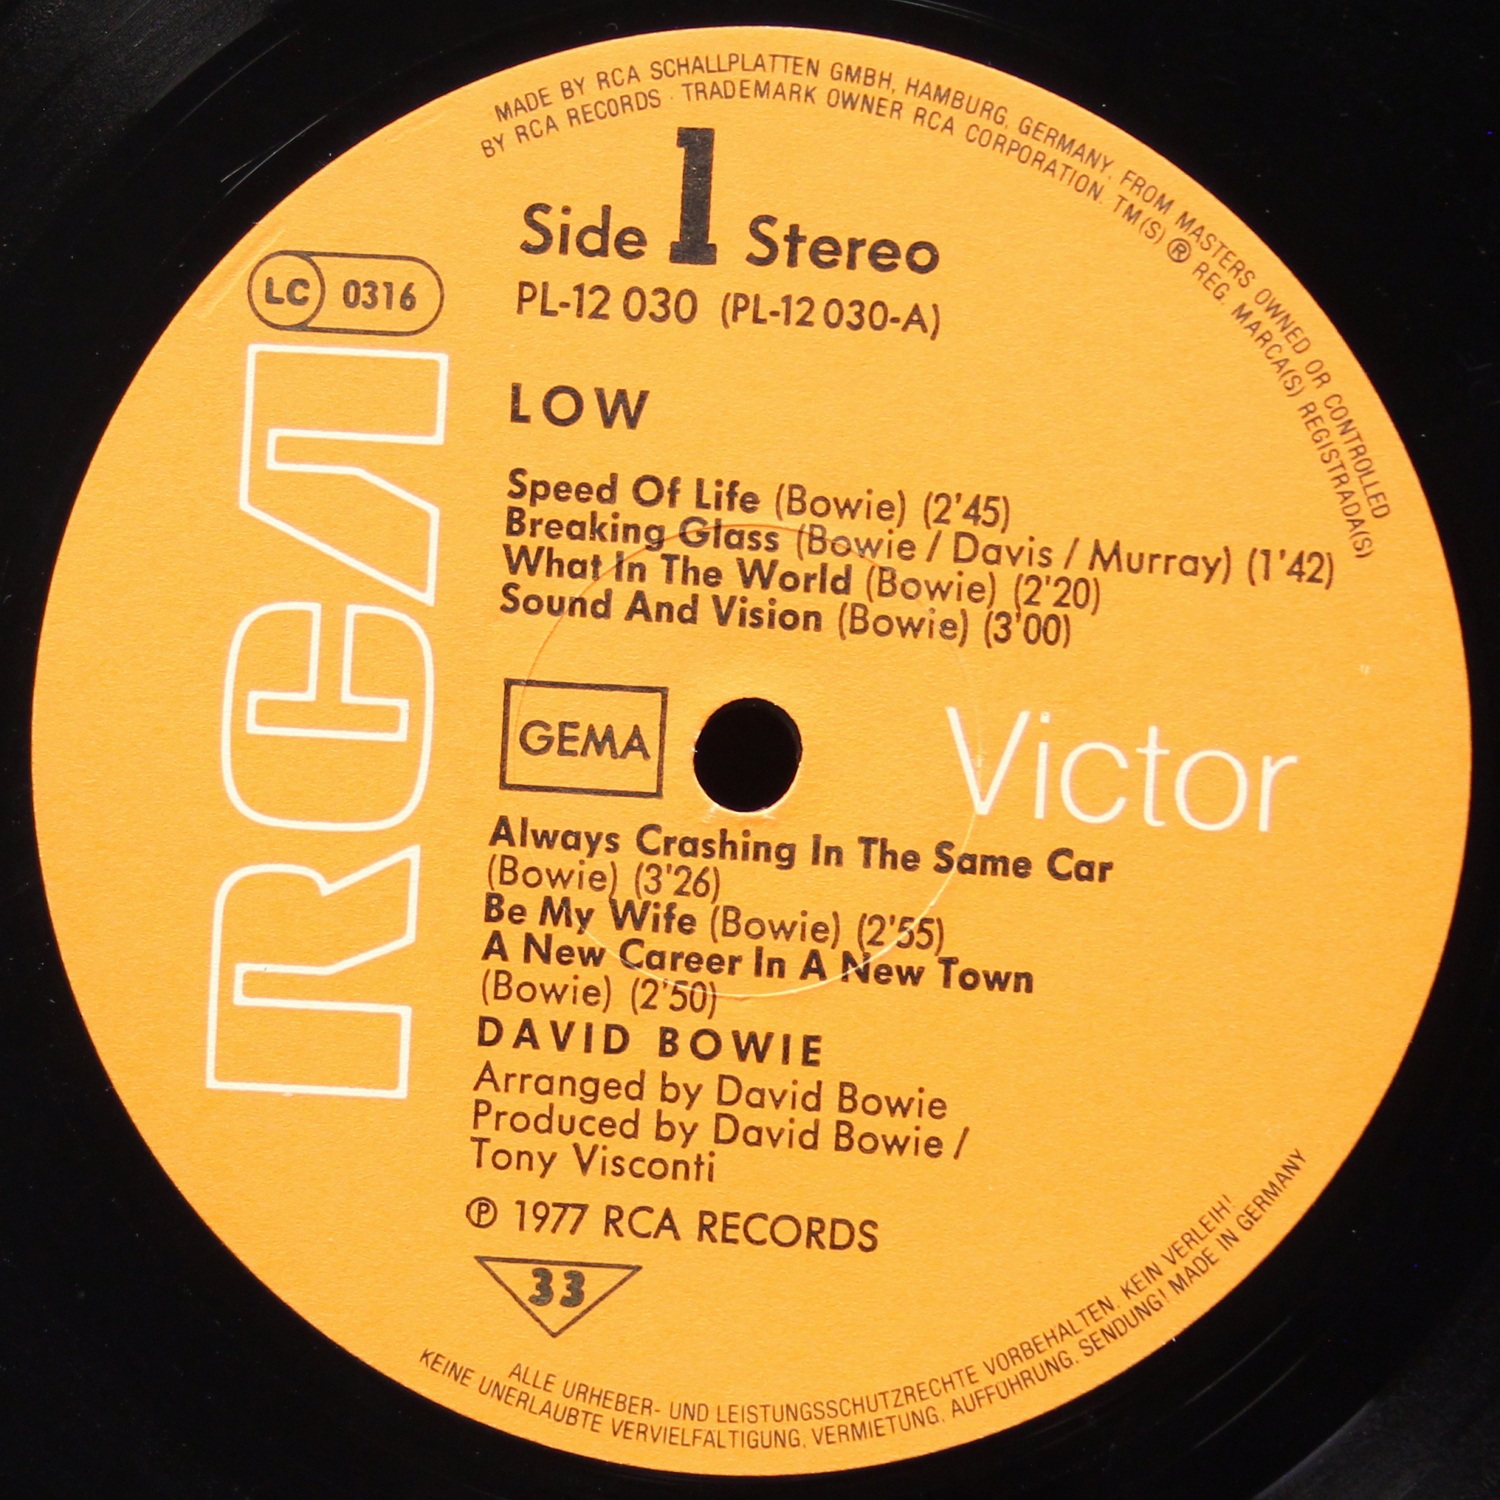 MADE BY RCA SCHALLPLATTEN GMBH, HAMBURG, GERMANY, FROM MASTERS OWNED OR CONTROLLED
BY RCA RECORDS · TRADEMARK OWNER RCA CORPORATION. TM(S) ® REG. MARCA(S) REGISTRADA(S)
Side 1 Stereo
LC 0316
PL-12 030 (PL-12 030-A)
RCA
LOW
Speed Of Life (Bowie) (2'45)
Breaking Glass (Bowie / Davis / Murray) (1'42)
What In The World (Bowie) (2'20)
Sound And Vision (Bowie) (3'00)
GEMA
Victor
Always Crashing In The Same Car
(Bowie) (3'26)
Be My Wife (Bowie) (2'55)
A New Career In A New Town
(Bowie) (2'50)
DAVID BOWIE
Arranged by David Bowie
Produced by David Bowie /
Tony Visconti
℗ 1977 RCA RECORDS
33
ALLE URHEBER- UND LEISTUNGSSCHUTZRECHTE VORBEHALTEN. KEIN VERLEIH!
KEINE UNERLAUBTE VERVIELFÄLTIGUNG, VERMIETUNG, AUFFÜHRUNG, SENDUNG! MADE IN GERMANY